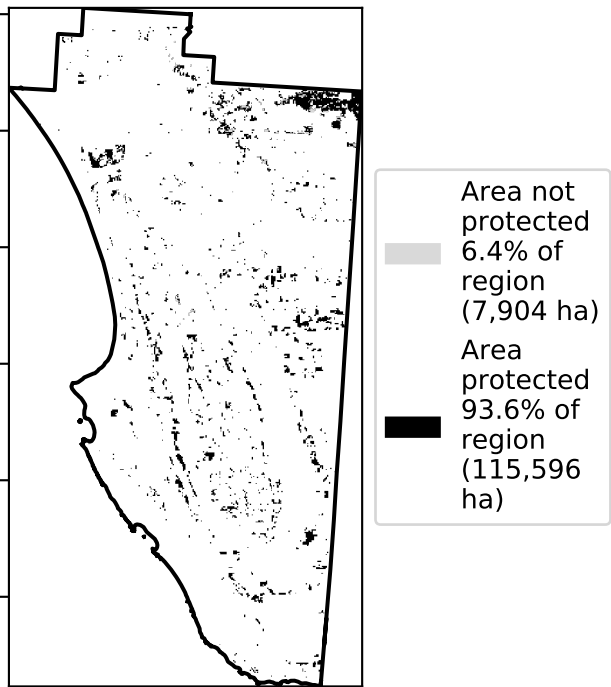 Area not
protected
6.4% of
region
(7,904 ha)
Area
protected
93.6% of
region
(115,596
ha)